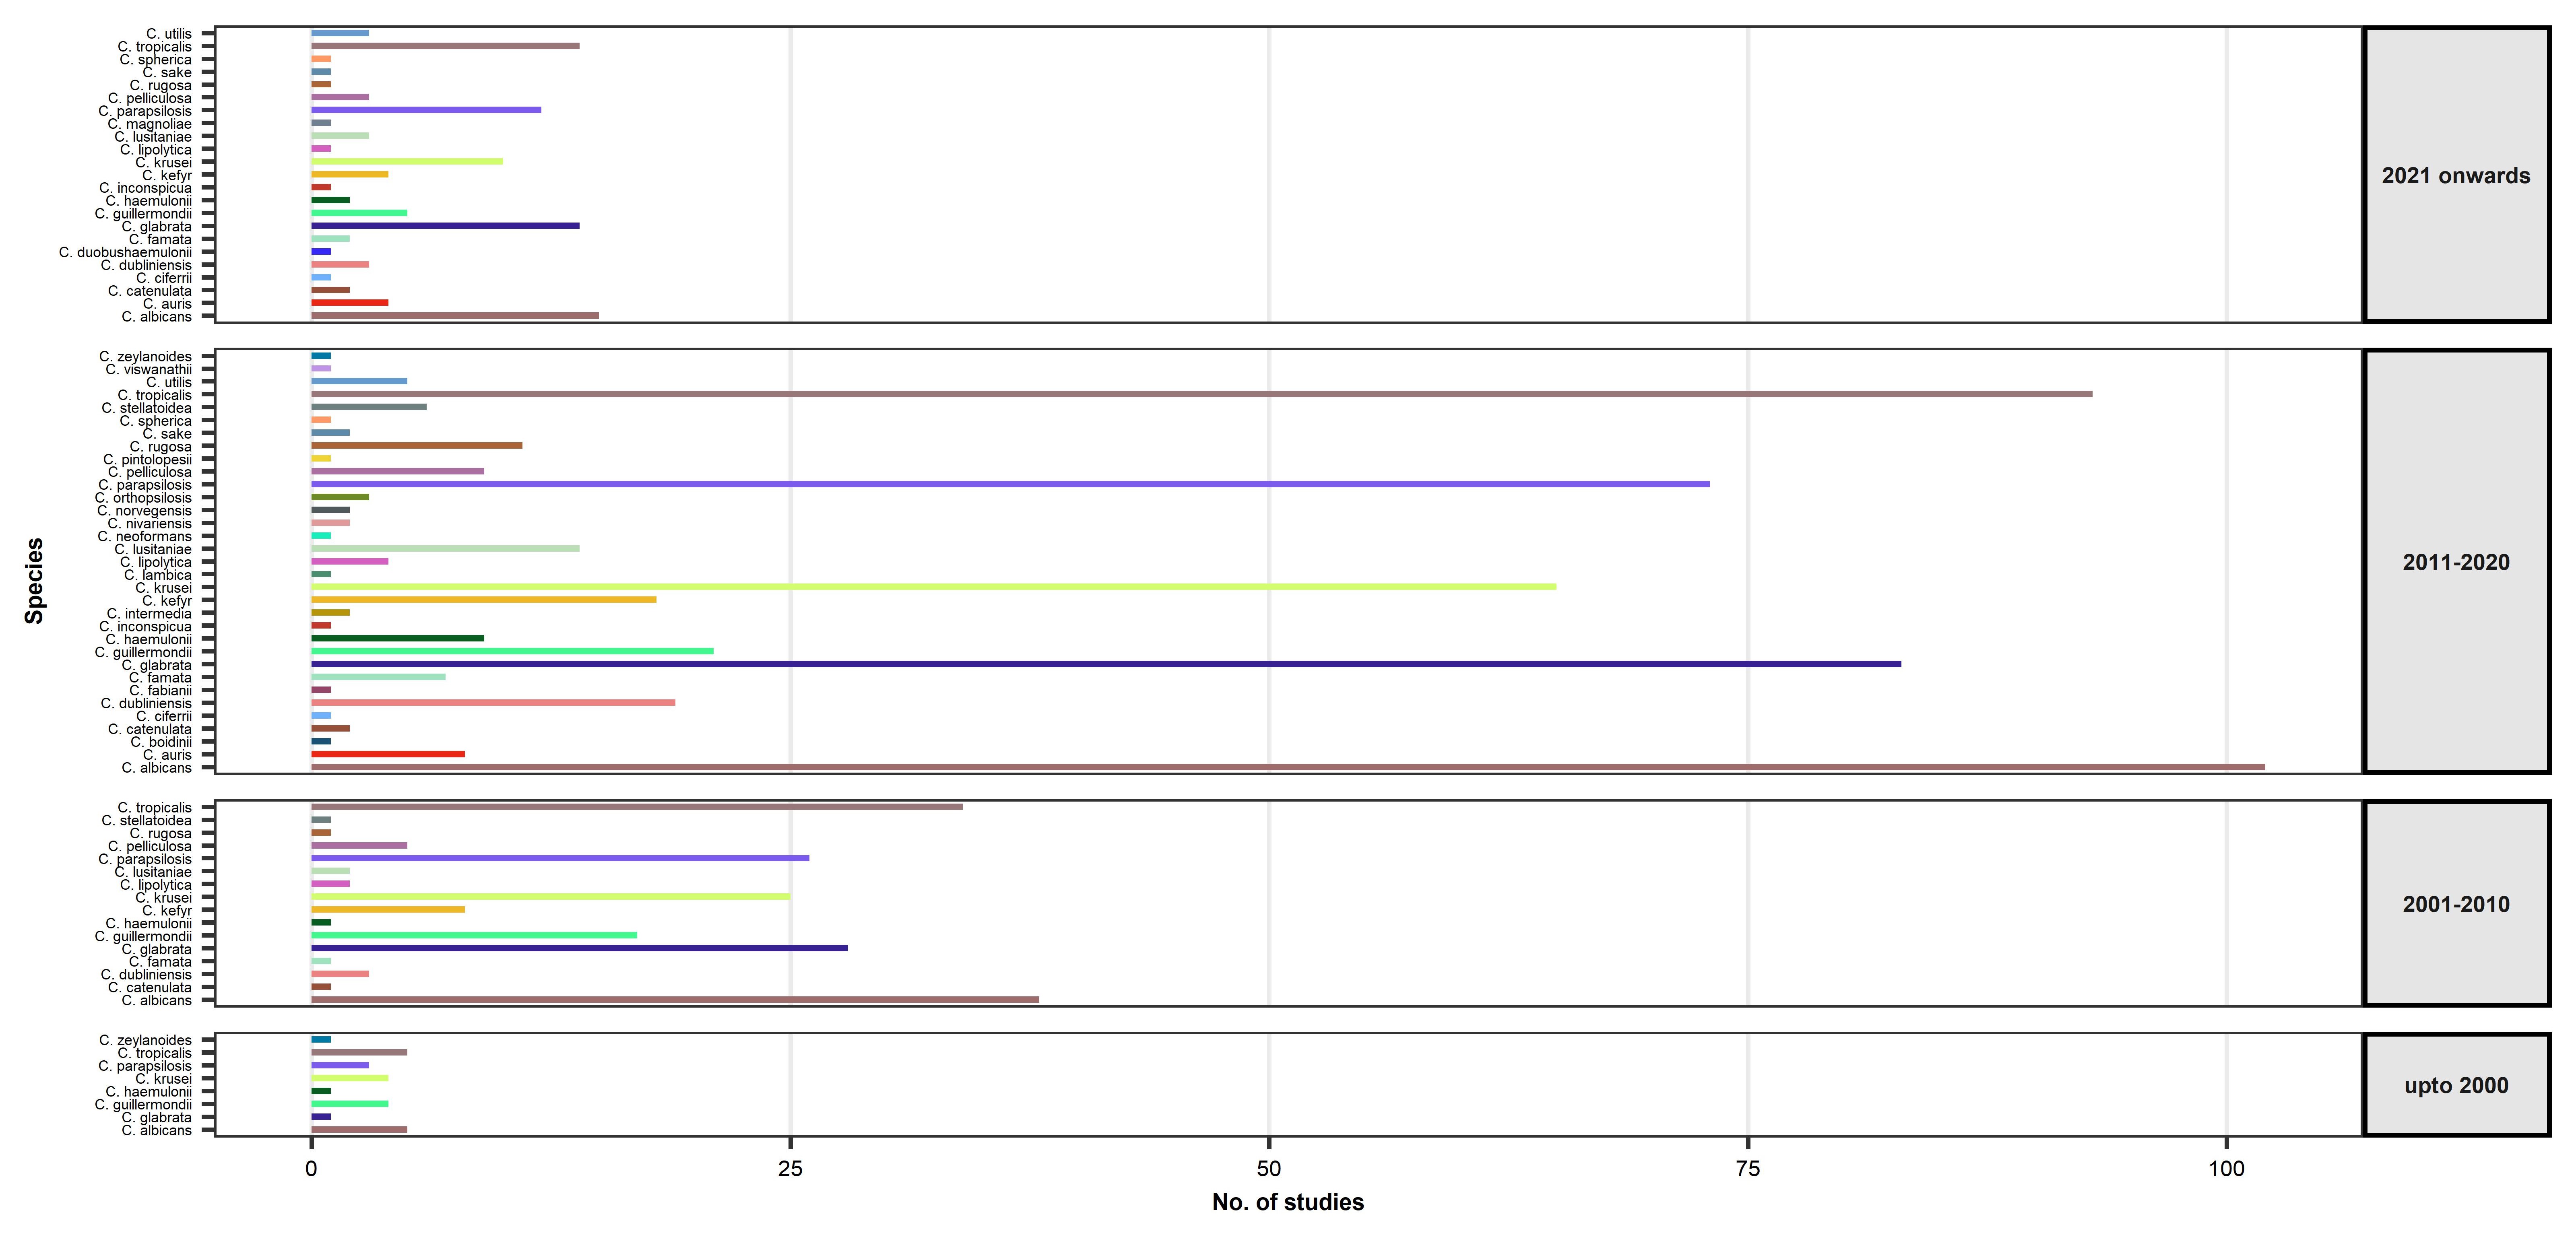 C. utilis
C. tropicalis
C. spherica
C. sake
C. rugosa
C. pelliculosa
C. parapsilosis
C. magnoliae
C. lusitaniae
C. lipolytica
C. krusei
C. kefyr
C. inconspicua
C. haemulonii
C. guillermondii
C. glabrata
C. famata
C. duobushaemulonii
C. dubliniensis
C. ciferrii
C. catenulata
C. auris
C. albicans
2021 onwards
C. zeylanoides
C. viswanathii
C. utilis
C. tropicalis
C. stellatoidea
C. spherica
C. sake
C. rugosa
C. pintolopesii
C. pelliculosa
C. parapsilosis
C. orthopsilosis
C. norvegensis
C. nivariensis
C. neoformans
C. lusitaniae
C. lipolytica
C. lambica
C. krusei
C. kefyr
C. intermedia
C. inconspicua
C. haemulonii
C. guillermondii
C. glabrata
C. famata
C. fabianii
C. dubliniensis
C. ciferrii
C. catenulata
C. boidinii
C. auris
C. albicans
2011-2020
Species
C. tropicalis
C. stellatoidea
C. rugosa
C. pelliculosa
C. parapsilosis
C. lusitaniae
C. lipolytica
C. krusei
C. kefyr
C. haemulonii
C. guillermondii
C. glabrata
C. famata
C. dubliniensis
C. catenulata
C. albicans
2001-2010
C. zeylanoides
C. tropicalis
C. parapsilosis
C. krusei
C. haemulonii
C. guillermondii
C. glabrata
C. albicans
upto 2000
0 25 50 75 100
No. of studies